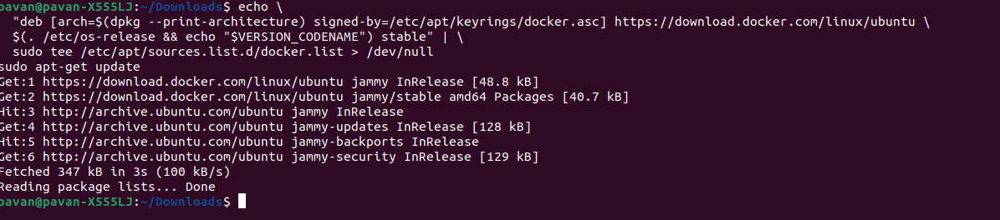 pavan@pavan-X555LJ:~/Downloads$ echo \
  "deb [arch=$(dpkg --print-architecture) signed-by=/etc/apt/keyrings/docker.asc] https://download.docker.com/linux/ubuntu \
  $(. /etc/os-release && echo "$VERSION_CODENAME") stable" | \
  sudo tee /etc/apt/sources.list.d/docker.list > /dev/null
sudo apt-get update
Get:1 https://download.docker.com/linux/ubuntu jammy InRelease [48.8 kB]
Get:2 https://download.docker.com/linux/ubuntu jammy/stable amd64 Packages [40.7 kB]
Hit:3 http://archive.ubuntu.com/ubuntu jammy InRelease
Get:4 http://archive.ubuntu.com/ubuntu jammy-updates InRelease [128 kB]
Hit:5 http://archive.ubuntu.com/ubuntu jammy-backports InRelease
Get:6 http://archive.ubuntu.com/ubuntu jammy-security InRelease [129 kB]
Fetched 347 kB in 3s (100 kB/s)
Reading package lists... Done
pavan@pavan-X555LJ:~/Downloads$